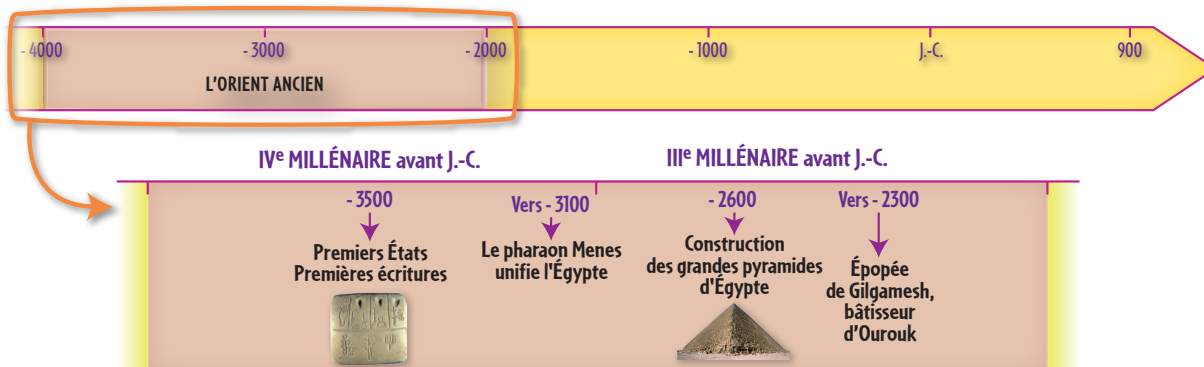 - 4000 - 3000 - 2000 - 1000 J.-C. 900
L'ORIENT ANCIEN
IVe MILLÉNAIRE avant J.-C. IIIe MILLÉNAIRE avant J.-C.
- 3500 Vers - 3100 - 2600 Vers - 2300
Premiers États
Premières écritures
Le pharaon Menes
unifie l'Égypte
Construction
des grandes pyramides
d'Égypte
Épopée
de Gilgamesh,
bâtisseur
d'Ourouk